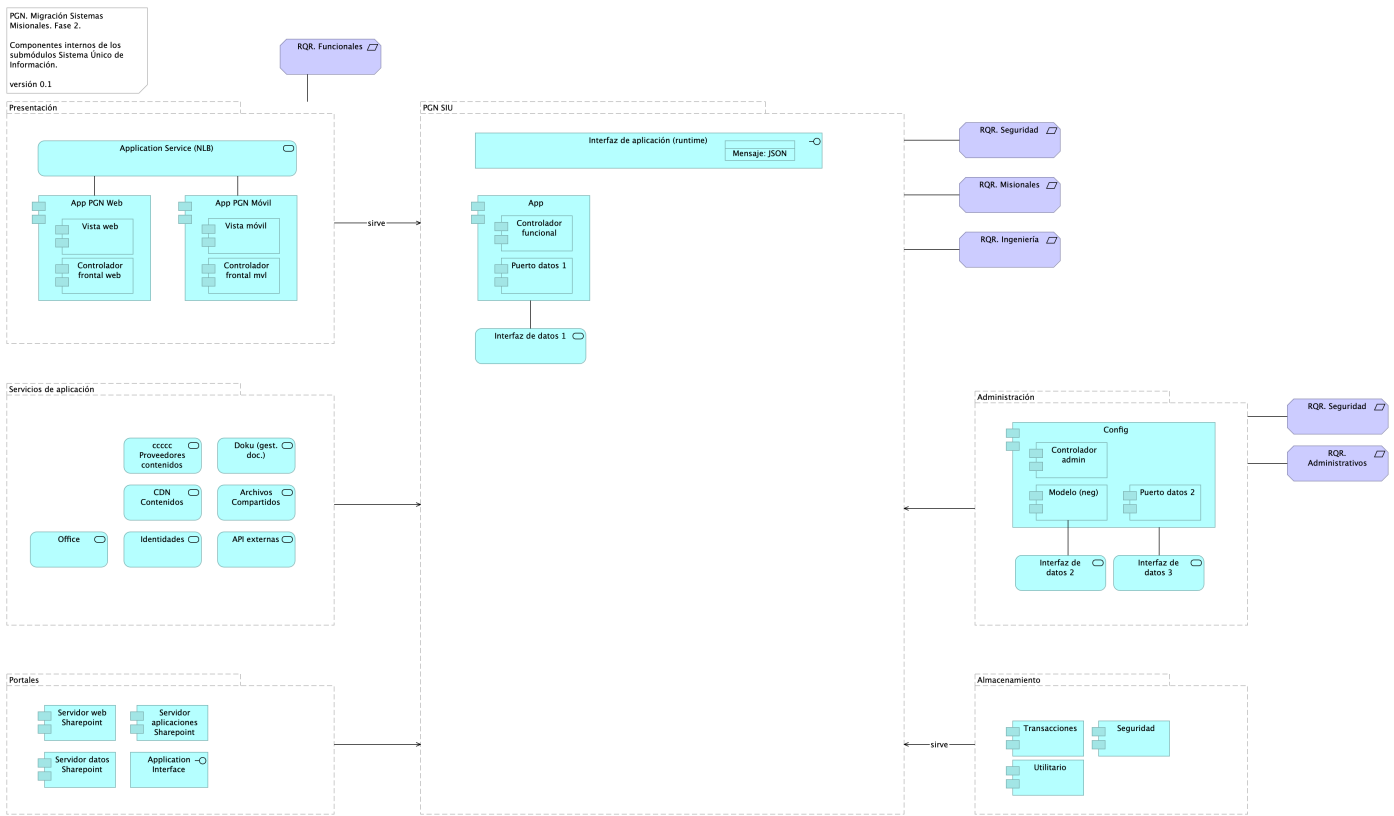 PGN. Migración Sistemas
Misionales. Fase 2.
Componentes internos de los
submódulos Sistema Único de
Información.
versión 0.1
RQR. Funcionales
Presentación
Application Service (NLB)
App PGN Web
Vista web
Controlador
frontal web
App PGN Móvil
Vista móvil
Controlador
frontal mvl
sirve
PGN SIU
Interfaz de aplicación (runtime)
Mensaje: JSON
App
Controlador
funcional
Puerto datos 1
Interfaz de datos 1
RQR. Seguridad
RQR. Misionales
RQR. Ingeniería
Servicios de aplicación
ccccc
Proveedores
contenidos
Doku (gest.
doc.)
CDN
Contenidos
Archivos
Compartidos
Office
Identidades
API externas
Administración
Config
Controlador
admin
Modelo (neg)
Puerto datos 2
Interfaz de
datos 2
Interfaz de
datos 3
RQR. Seguridad
RQR.
Administrativos
Portales
Servidor web
Sharepoint
Servidor
aplicaciones
Sharepoint
Servidor datos
Sharepoint
Application
Interface
sirve
Almacenamiento
Transacciones
Seguridad
Utilitario